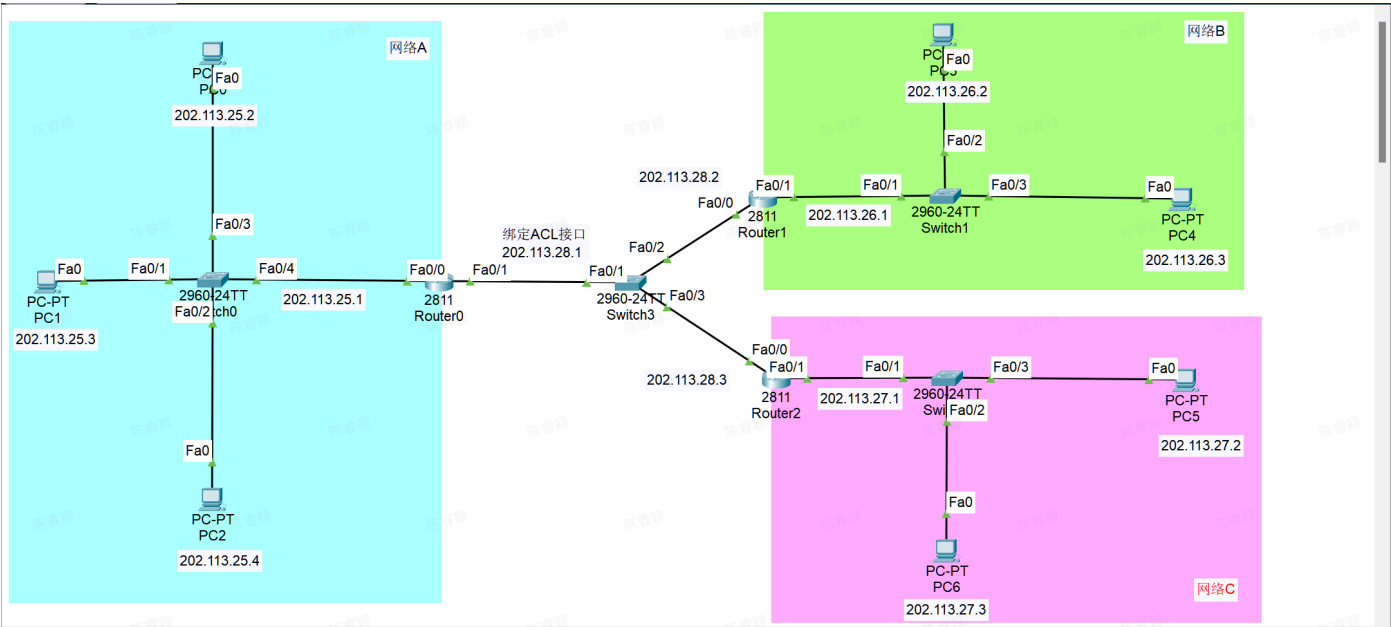 网络A
PC
Fa0
PC0
202.113.25.2
Fa0/3
Fa0
Fa0/1
Fa0/4
Fa0/0
Fa0/1
PC-PT
PC1
202.113.25.3
2960-24TT
Fa0/2
tch0
202.113.25.1
2811
Router0
Fa0
PC-PT
PC2
202.113.25.4
绑定ACL接口
202.113.28.1
Fa0/1
Fa0/2
Fa0/3
2960-24TT
Switch3
202.113.28.2
Fa0/0
202.113.28.3
Fa0/0
网络B
PC
Fa0
PC3
202.113.26.2
Fa0/2
Fa0/1
2811
Router1
202.113.26.1
Fa0/1
Fa0/3
2960-24TT
Switch1
Fa0
PC-PT
PC4
202.113.26.3
Fa0/1
2811
Router2
202.113.27.1
Fa0/1
Fa0/3
2960-24TT
Swi
Fa0/2
Fa0
PC-PT
PC5
202.113.27.2
Fa0
PC-PT
PC6
202.113.27.3
网络C
陈睿颖